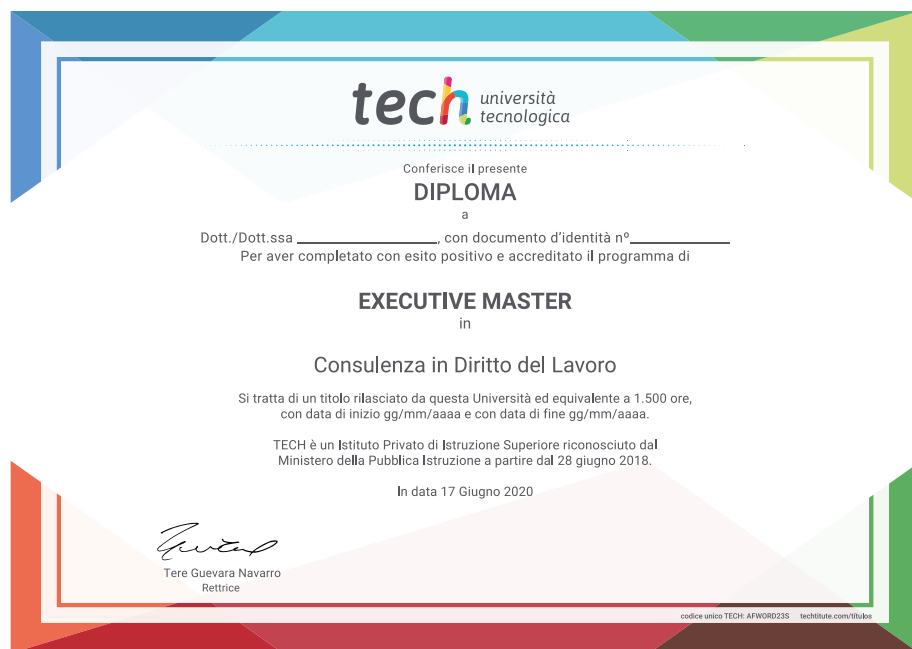 tech università
tecnologica
Conferisce il presente
DIPLOMA
a
Dott./Dott.ssa ________________, con documento d'identità nº____________
Per aver completato con esito positivo e accreditato il programma di
EXECUTIVE MASTER
in
Consulenza in Diritto del Lavoro
Si tratta di un titolo rilasciato da questa Università ed equivalente a 1.500 ore,
con data di inizio gg/mm/aaaa e con data di fine gg/mm/aaaa.
TECH è un Istituto Privato di Istruzione Superiore riconosciuto dal
Ministero della Pubblica Istruzione a partire dal 28 giugno 2018.
In data 17 Giugno 2020
Tere Guevara Navarro
Rettrice
codice unico TECH: AFWORD23S techtitute.com/títulos